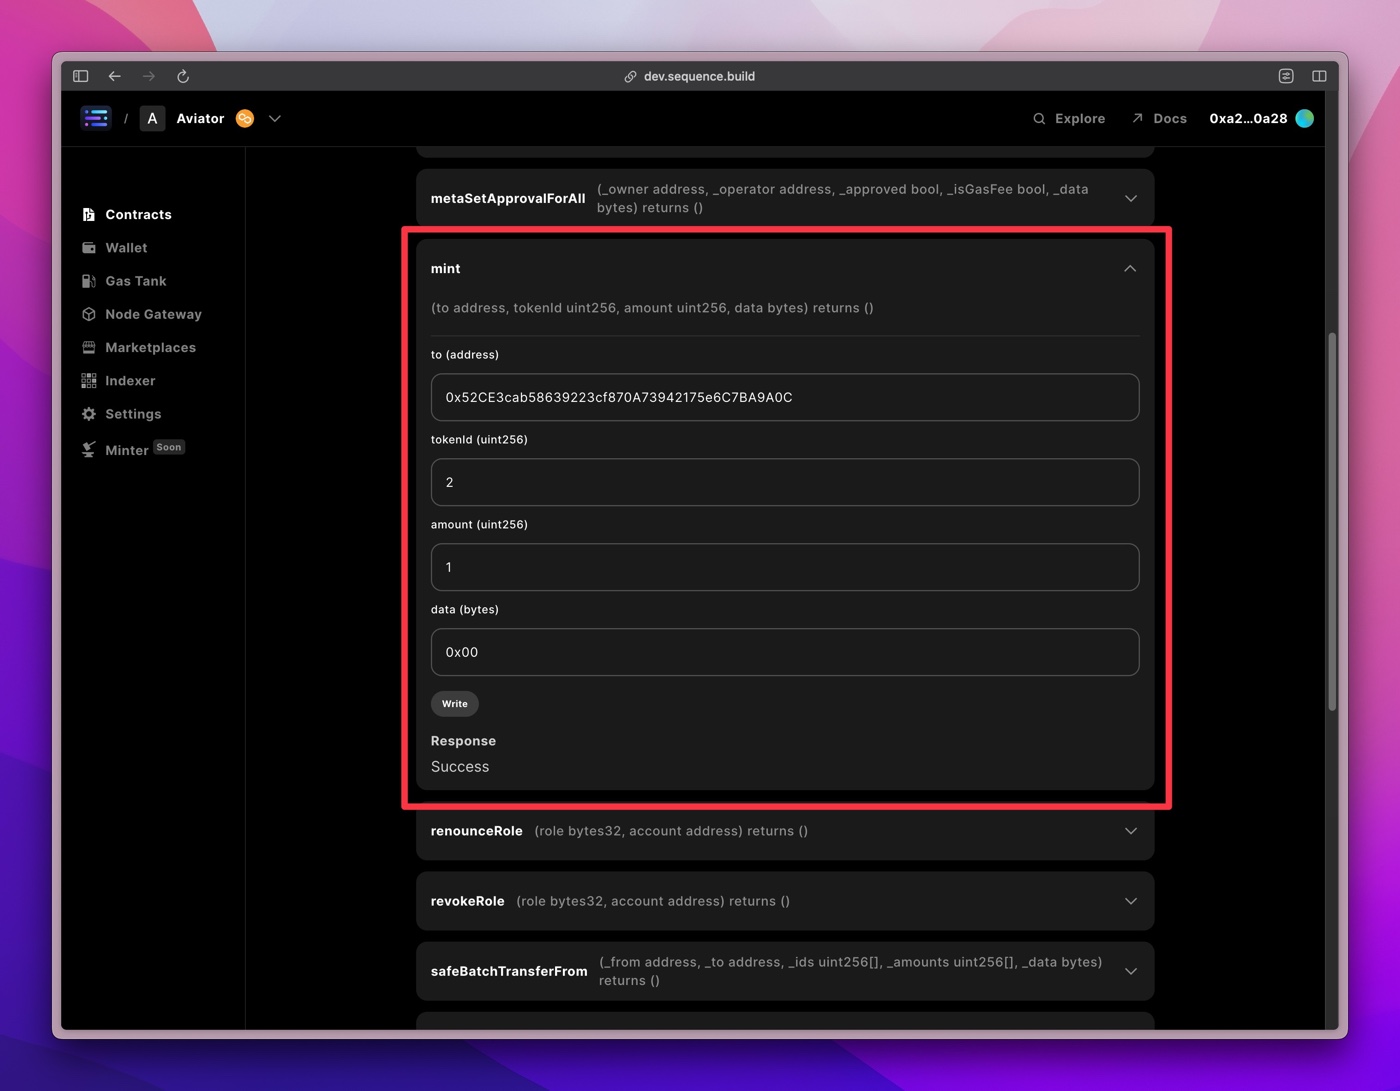 dev.sequence.build
/ A Aviator
Explore Docs 0xa2...0a28
Contracts
Wallet
Gas Tank
Node Gateway
Marketplaces
Indexer
Settings
Minter Soon
metaSetApprovalForAll (_owner address, _operator address, _approved bool, _isGasFee bool, _data
bytes) returns ()
mint
(to address, tokenId uint256, amount uint256, data bytes) returns ()
to (address)
0x52CE3cab58639223cf870A73942175e6C7BA9A0C
tokenId (uint256)
2
amount (uint256)
1
data (bytes)
0x00
Write
Response
Success
renounceRole (role bytes32, account address) returns ()
revokeRole (role bytes32, account address) returns ()
safeBatchTransferFrom (_from address, _to address, _ids uint256[], _amounts uint256[], _data bytes)
returns ()